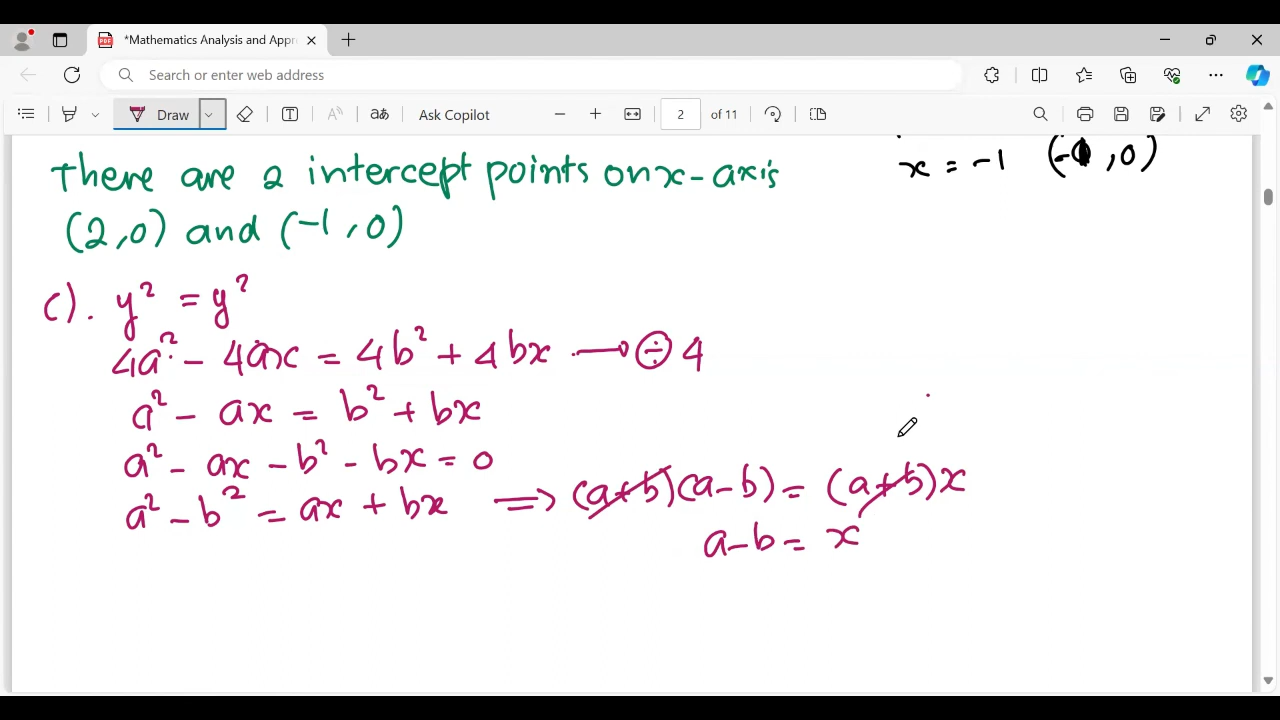 *Mathematics Analysis and Appr
Search or enter web address
Draw
aあ
Ask Copilot
2 of 11
x = -1 (-1, 0)
There are 2 intercept points on x-axis
(2,0) and (-1, 0)
c). y² = y²
4a² - 4ax = 4b² + 4bx → ÷ 4
a² - ax = b² + bx
a² - ax - b² - bx = 0
a² - b² = ax + bx ⇒ (a+b)(a-b) = (a+b)x
a-b = x